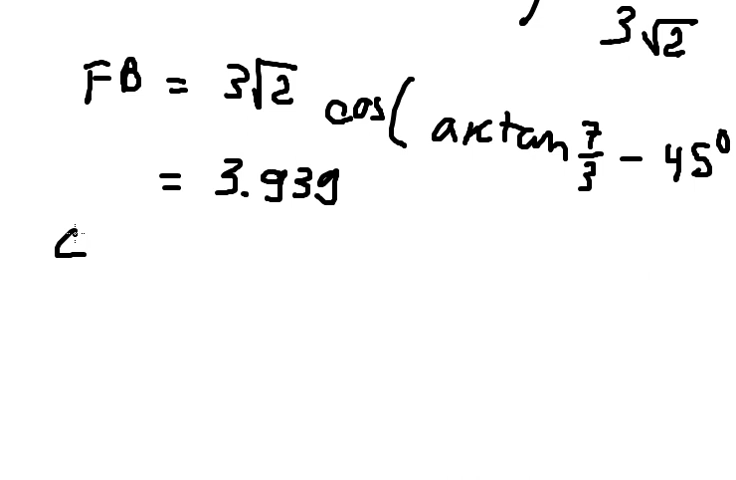 3√2
FB = 3√2 cos( arctan 7/3 - 45°
= 3.939
∠